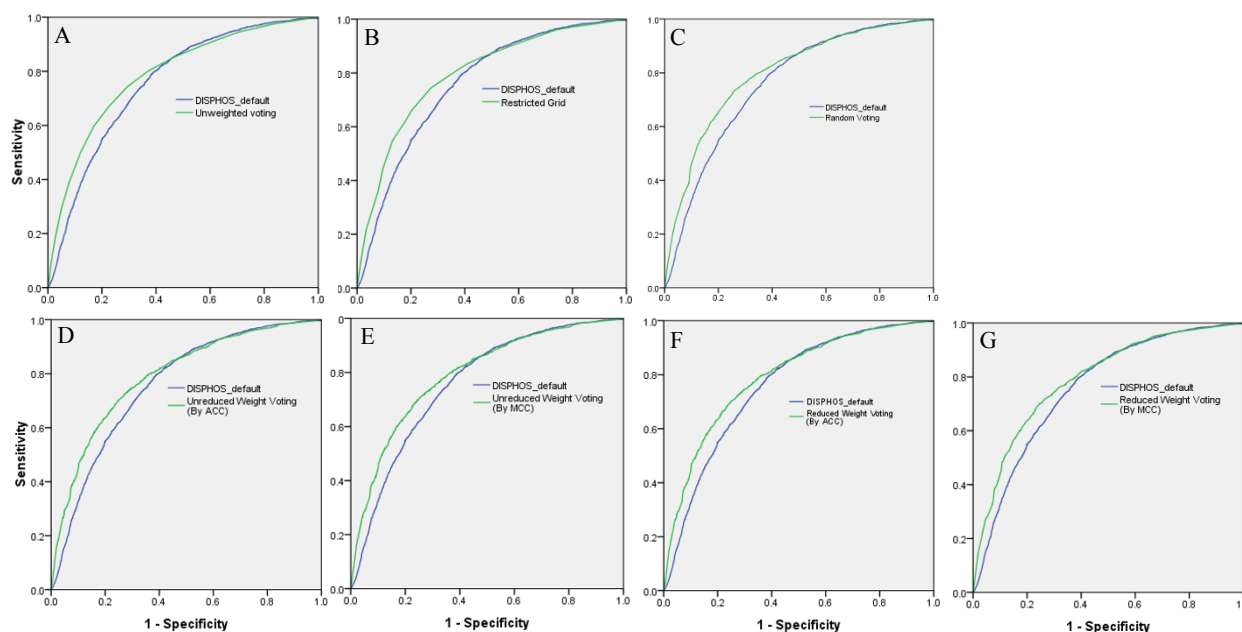 A
DISPHOS_default
Unweighted voting
Sensitivity
1.0
0.8
0.6
0.4
0.2
0.0
0.0 0.2 0.4 0.6 0.8 1.0
B
DISPHOS_default
Restricted Grid
1.0
0.8
0.6
0.4
0.2
0.0
0.0 0.2 0.4 0.6 0.8 1.0
C
DISPHOS_default
Random Voting
1.0
0.8
0.6
0.4
0.2
0.0
0.0 0.2 0.4 0.6 0.8 1.0
D
DISPHOS_default
Unreduced Weight Voting
(By ACC)
Sensitivity
1.0
0.8
0.6
0.4
0.2
0.0
0.0 0.2 0.4 0.6 0.8 1.0
1 - Specificity
E
DISPHOS_default
Unreduced Weight Voting
(By MCC)
0
0.8
0.6
0.4
0.2
0.0
0.0 0.2 0.4 0.6 0.8 1.0
1 - Specificity
F
DISPHOS_default
Reduced Weight Voting
(By ACC)
1.0
0.8
0.6
0.4
0.2
0.0
0.0 0.2 0.4 0.6 0.8 1.0
1 - Specificity
G
DISPHOS_default
Reduced Weight Voting
(By MCC)
1.0
0.8
0.6
0.4
0.2
0.0
0.0 0.2 0.4 0.6 0.8 1.0
1 - Specificity